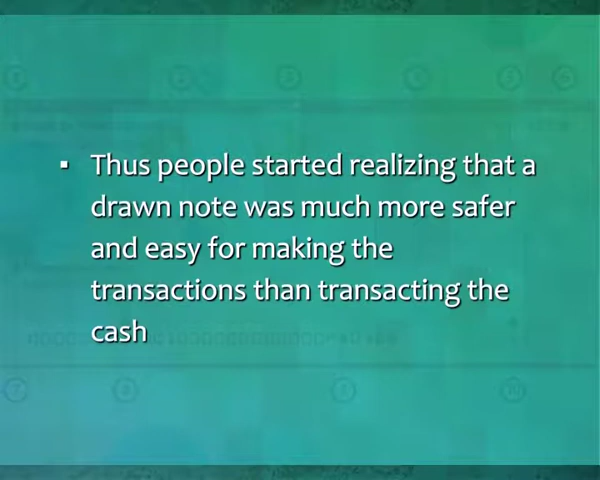 ▪ Thus people started realizing that a
drawn note was much more safer
and easy for making the
transactions than transacting the
cash